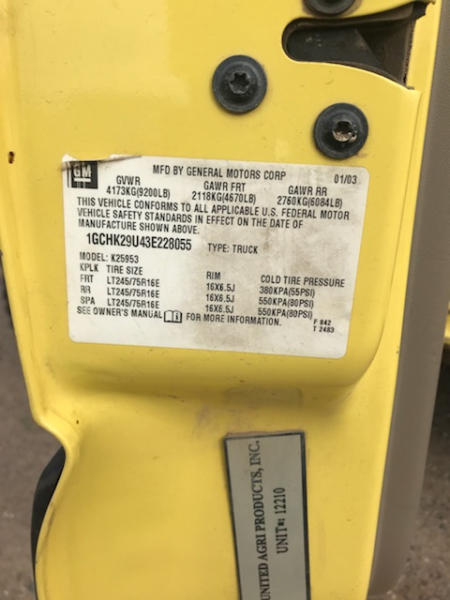 GM
MFD BY GENERAL MOTORS CORP 01/03
GVWR GAWR FRT GAWR RR
4173KG(9200LB) 2118KG(4670LB) 2760KG(6084LB)
THIS VEHICLE CONFORMS TO ALL APPLICABLE U.S. FEDERAL MOTOR
VEHICLE SAFETY STANDARDS IN EFFECT ON THE DATE OF
MANUFACTURE SHOWN ABOVE.
1GCHK29U43E228055 TYPE: TRUCK
MODEL: K25953
KPLK TIRE SIZE RIM COLD TIRE PRESSURE
FRT LT245/75R16E 16X6.5J 380KPA(55PSI)
RR LT245/75R16E 16X6.5J 550KPA(80PSI)
SPA LT245/75R16E 16X6.5J 550KPA(80PSI)
SEE OWNER'S MANUAL FOR MORE INFORMATION
F 842
T 2483
UNITED AGRI PRODUCTS, INC.
UNIT#: 12210